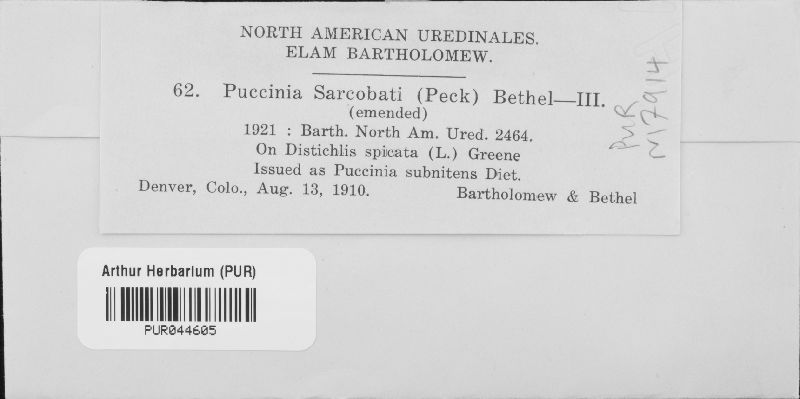 NORTH AMERICAN UREDINALES.
ELAM BARTHOLOMEW.
62. Puccinia Sarcobati (Peck) Bethel—III.
(emended)
1921 : Barth. North Am. Ured. 2464.
On Distichlis spicata (L.) Greene
Issued as Puccinia subnitens Diet.
Denver, Colo., Aug. 13, 1910. Bartholomew & Bethel
PUR
N17914
Arthur Herbarium (PUR)
PUR044605